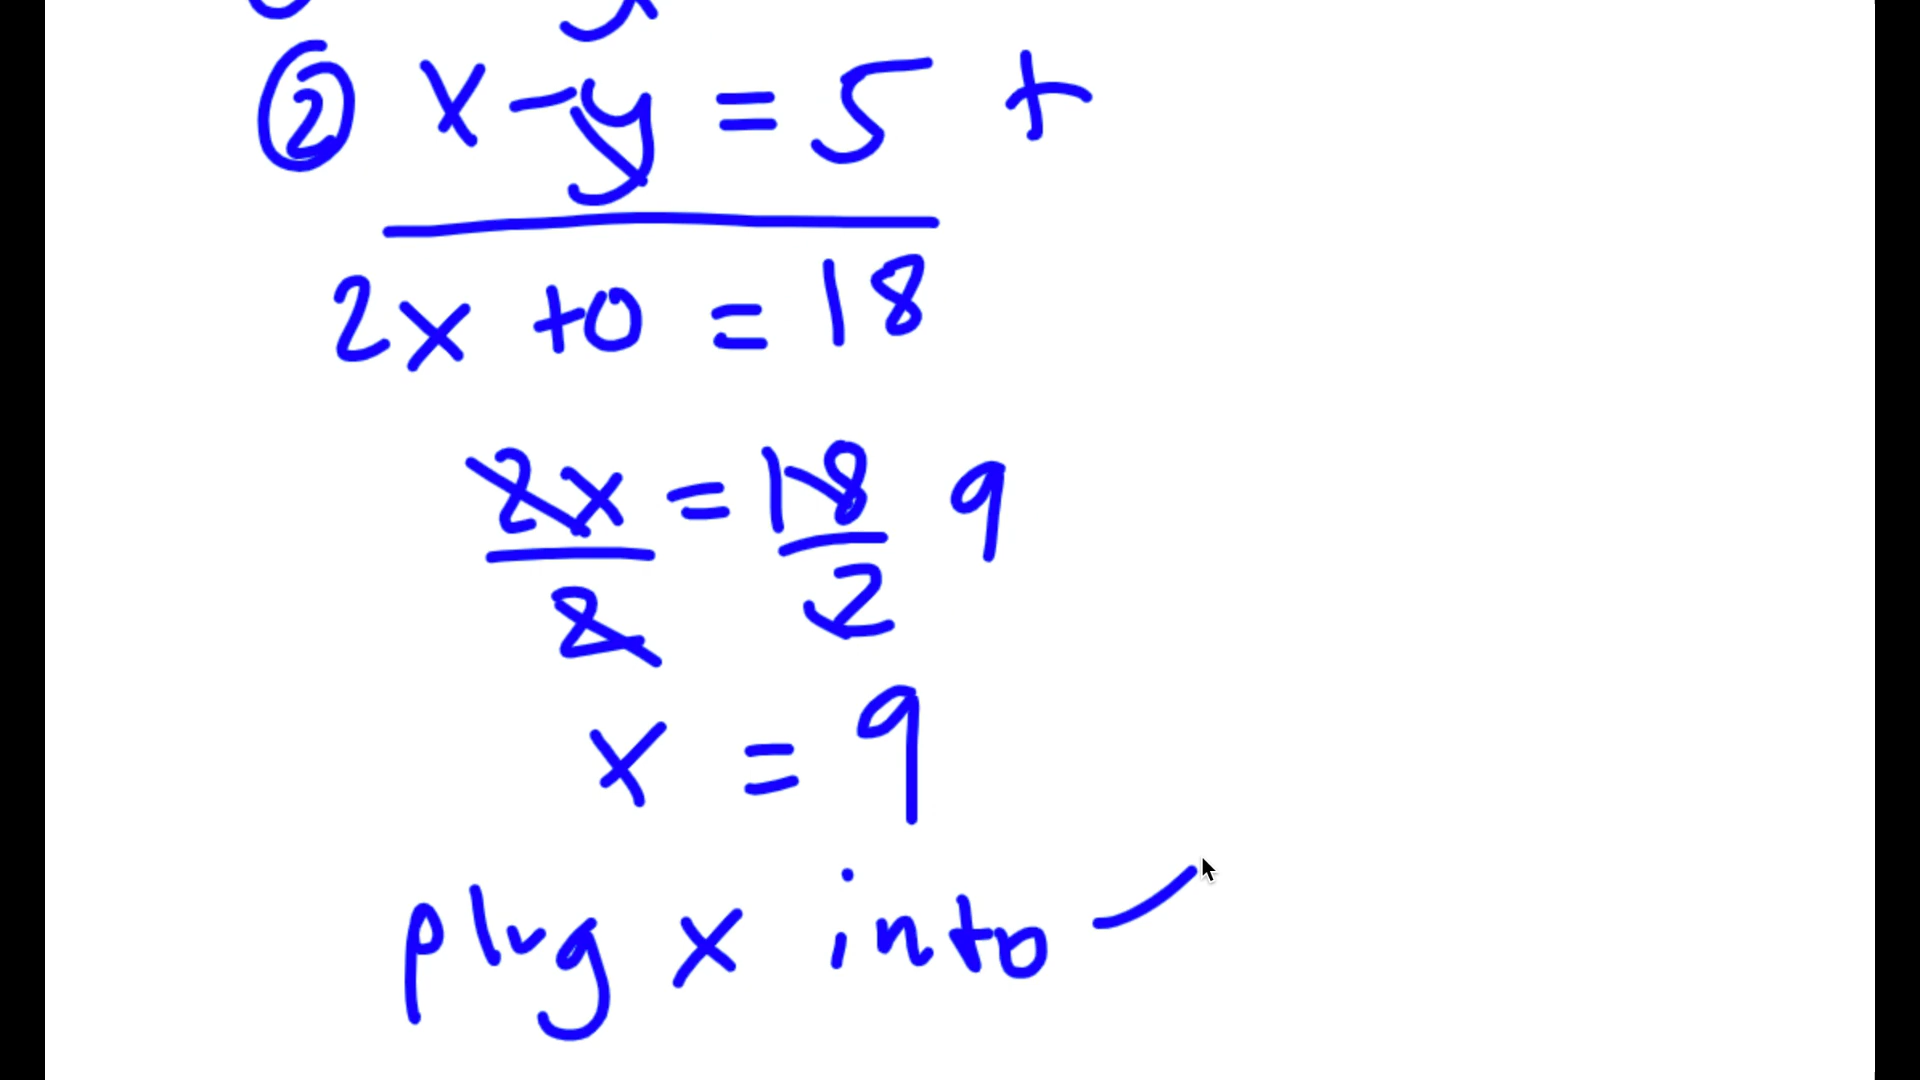 ② x - y = 5 +
2x + 0 = 18
2x = 18 9
2 2
x = 9
plug x into